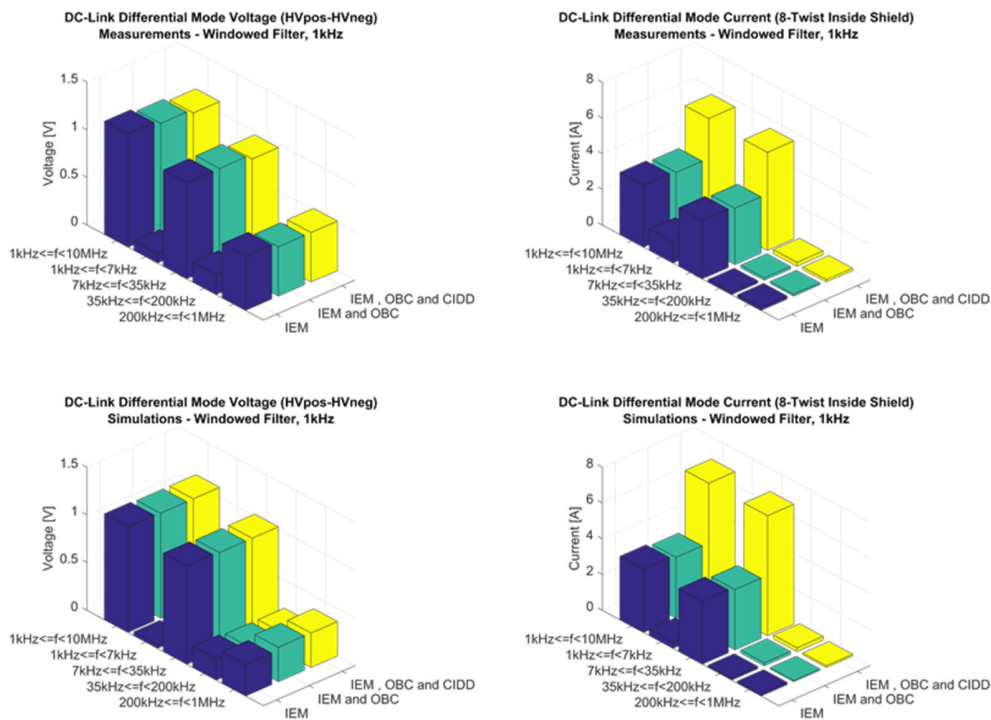 DC-Link Differential Mode Voltage (HVpos-HVneg)
Measurements - Windowed Filter, 1kHz
1.5
1
0.5
0
Voltage [V]
1kHz<=f<10MHz
1kHz<=f<7kHz
7kHz<=f<35kHz
35kHz<=f<200kHz
200kHz<=f<1MHz
IEM , OBC and CIDD
IEM and OBC
IEM
DC-Link Differential Mode Current (8-Twist Inside Shield)
Measurements - Windowed Filter, 1kHz
8
6
4
2
0
Current [A]
1kHz<=f<10MHz
1kHz<=f<7kHz
7kHz<=f<35kHz
35kHz<=f<200kHz
200kHz<=f<1MHz
IEM , OBC and CIDD
IEM and OBC
IEM
DC-Link Differential Mode Voltage (HVpos-HVneg)
Simulations - Windowed Filter, 1kHz
1.5
1
0.5
0
Voltage [V]
1kHz<=f<10MHz
1kHz<=f<7kHz
7kHz<=f<35kHz
35kHz<=f<200kHz
200kHz<=f<1MHz
IEM , OBC and CIDD
IEM and OBC
IEM
DC-Link Differential Mode Current (8-Twist Inside Shield)
Simulations - Windowed Filter, 1kHz
8
6
4
2
0
Current [A]
1kHz<=f<10MHz
1kHz<=f<7kHz
7kHz<=f<35kHz
35kHz<=f<200kHz
200kHz<=f<1MHz
IEM , OBC and CIDD
IEM and OBC
IEM